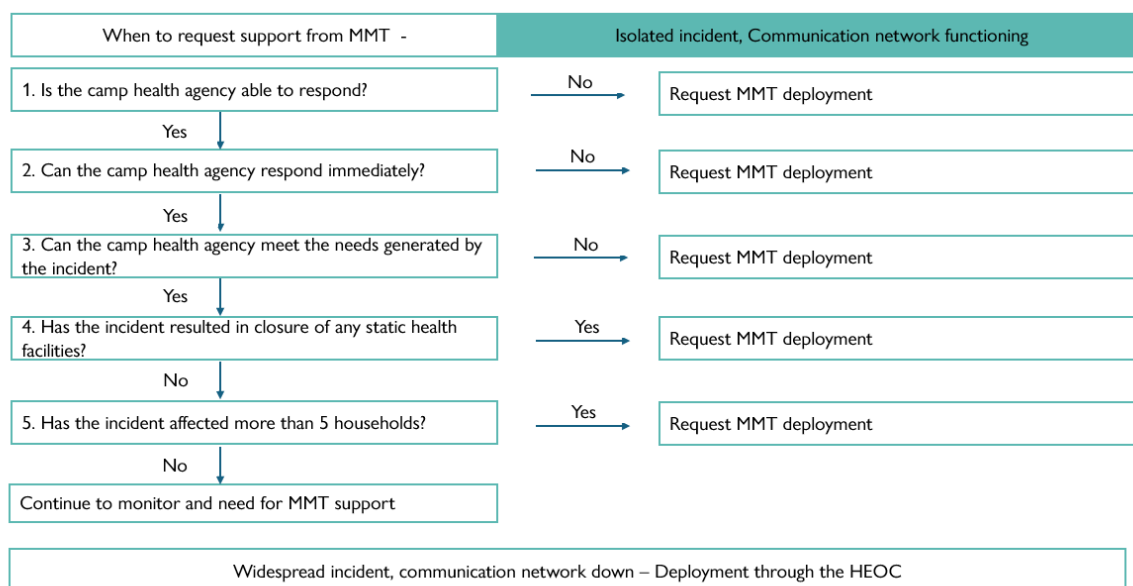 When to request support from MMT -
Isolated incident, Communication network functioning
1. Is the camp health agency able to respond?
No
Request MMT deployment
Yes
2. Can the camp health agency respond immediately?
No
Request MMT deployment
Yes
3. Can the camp health agency meet the needs generated by
the incident?
No
Request MMT deployment
Yes
4. Has the incident resulted in closure of any static health
facilities?
Yes
Request MMT deployment
No
5. Has the incident affected more than 5 households?
Yes
Request MMT deployment
No
Continue to monitor and need for MMT support
Widespread incident, communication network down – Deployment through the HEOC